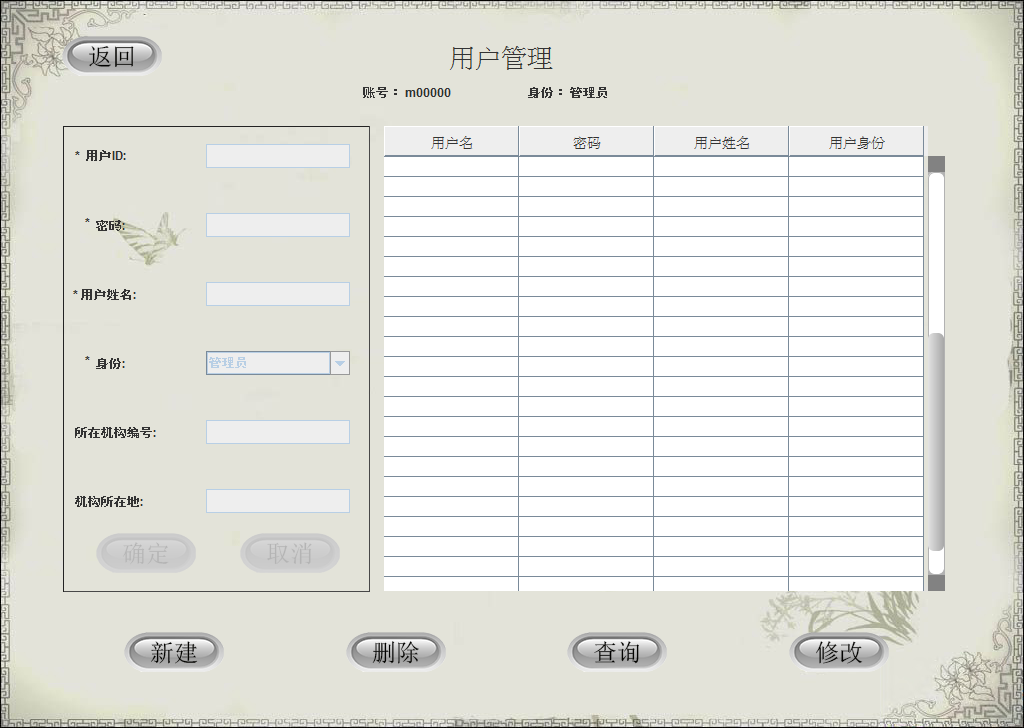 返回
用户管理
账号： m00000 身份： 管理员
* 用户ID:
* 密码:
* 用户姓名:
* 身份: 管理员
所在机构编号:
机构所在地:
确定 取消
用户名 密码 用户姓名 用户身份
新建 删除 查询 修改